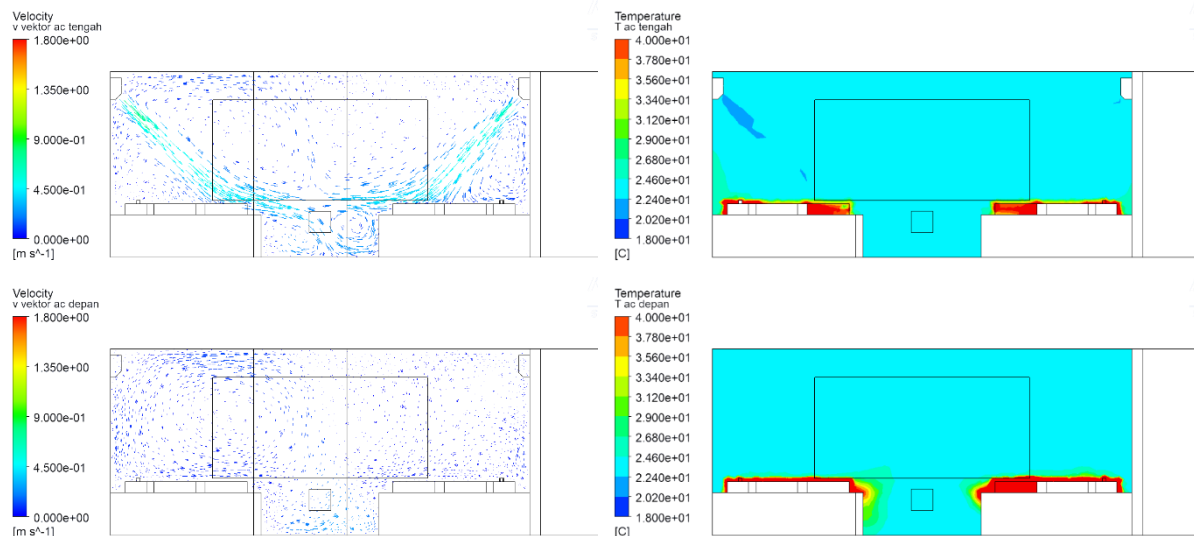 Velocity
v vektor ac tengah
1.800e+00
1.350e+00
9.000e-01
4.500e-01
0.000e+00
[m s^-1]
Temperature
T ac tengah
4.000e+01
3.780e+01
3.560e+01
3.340e+01
3.120e+01
2.900e+01
2.680e+01
2.460e+01
2.240e+01
2.020e+01
1.800e+01
[C]
Velocity
v vektor ac depan
1.800e+00
1.350e+00
9.000e-01
4.500e-01
0.000e+00
[m s^-1]
Temperature
T ac depan
4.000e+01
3.780e+01
3.560e+01
3.340e+01
3.120e+01
2.900e+01
2.680e+01
2.460e+01
2.240e+01
2.020e+01
1.800e+01
[C]